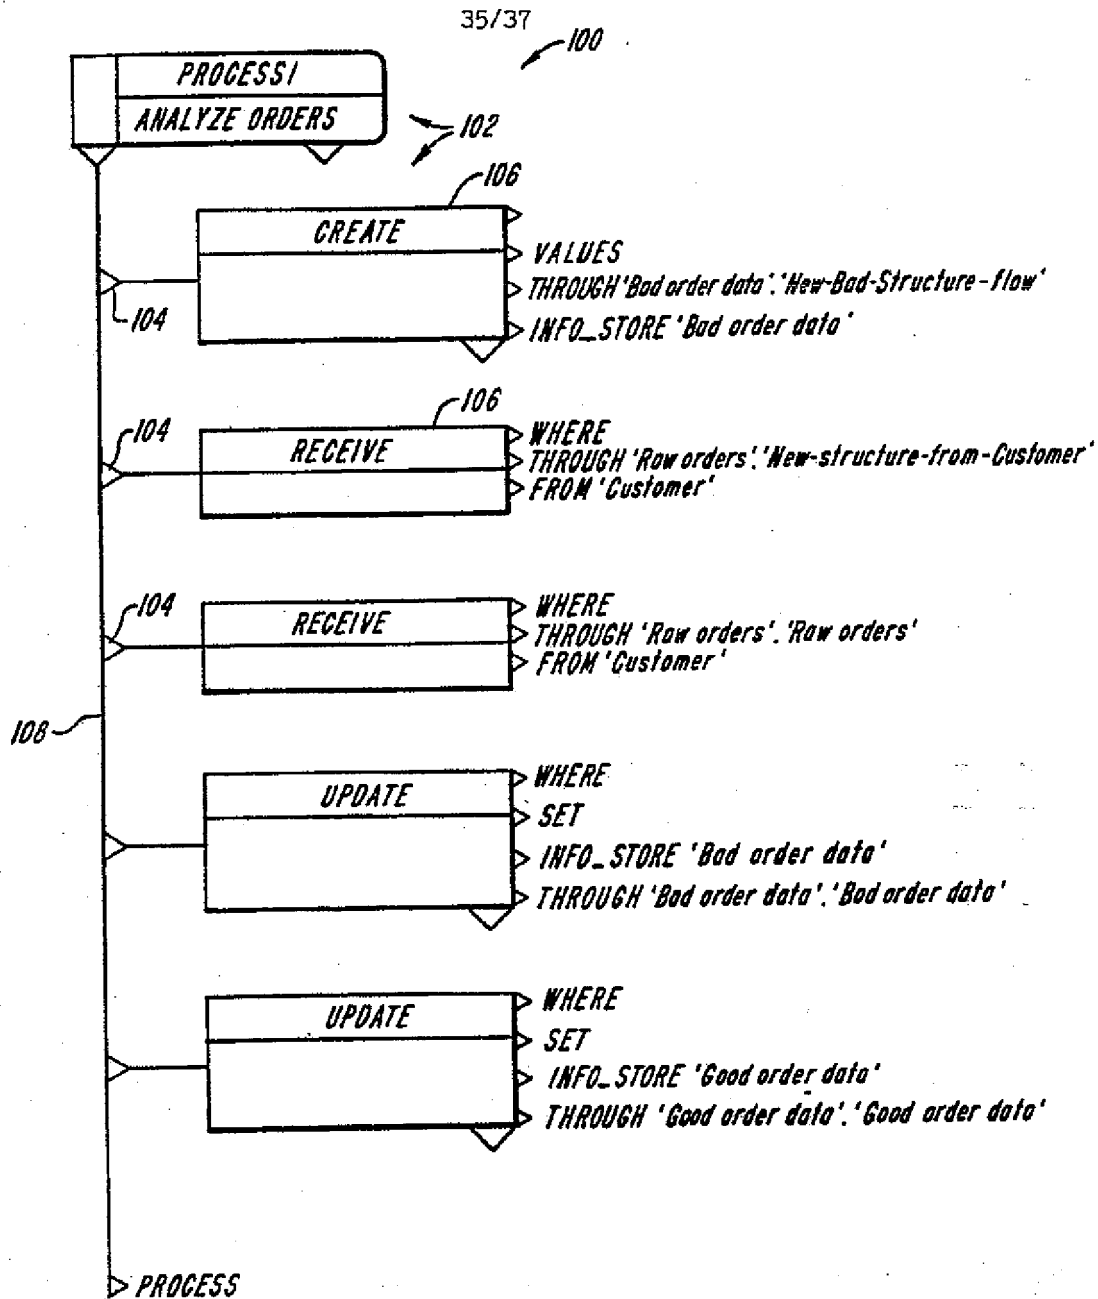 35/37
100
PROCESS1
ANALYZE ORDERS
102
106
CREATE
VALUES
THROUGH 'Bad order data'.'New-Bad-Structure-flow'
104
INFO_STORE 'Bad order data'
106
104
RECEIVE
WHERE
THROUGH 'Raw orders'.'New-structure-from-Customer'
FROM 'Customer'
104
RECEIVE
WHERE
THROUGH 'Raw orders'.'Raw orders'
FROM 'Customer'
108
UPDATE
WHERE
SET
INFO_STORE 'Bad order data'
THROUGH 'Bad order data'.'Bad order data'
UPDATE
WHERE
SET
INFO_STORE 'Good order data'
THROUGH 'Good order data'.'Good order data'
PROCESS